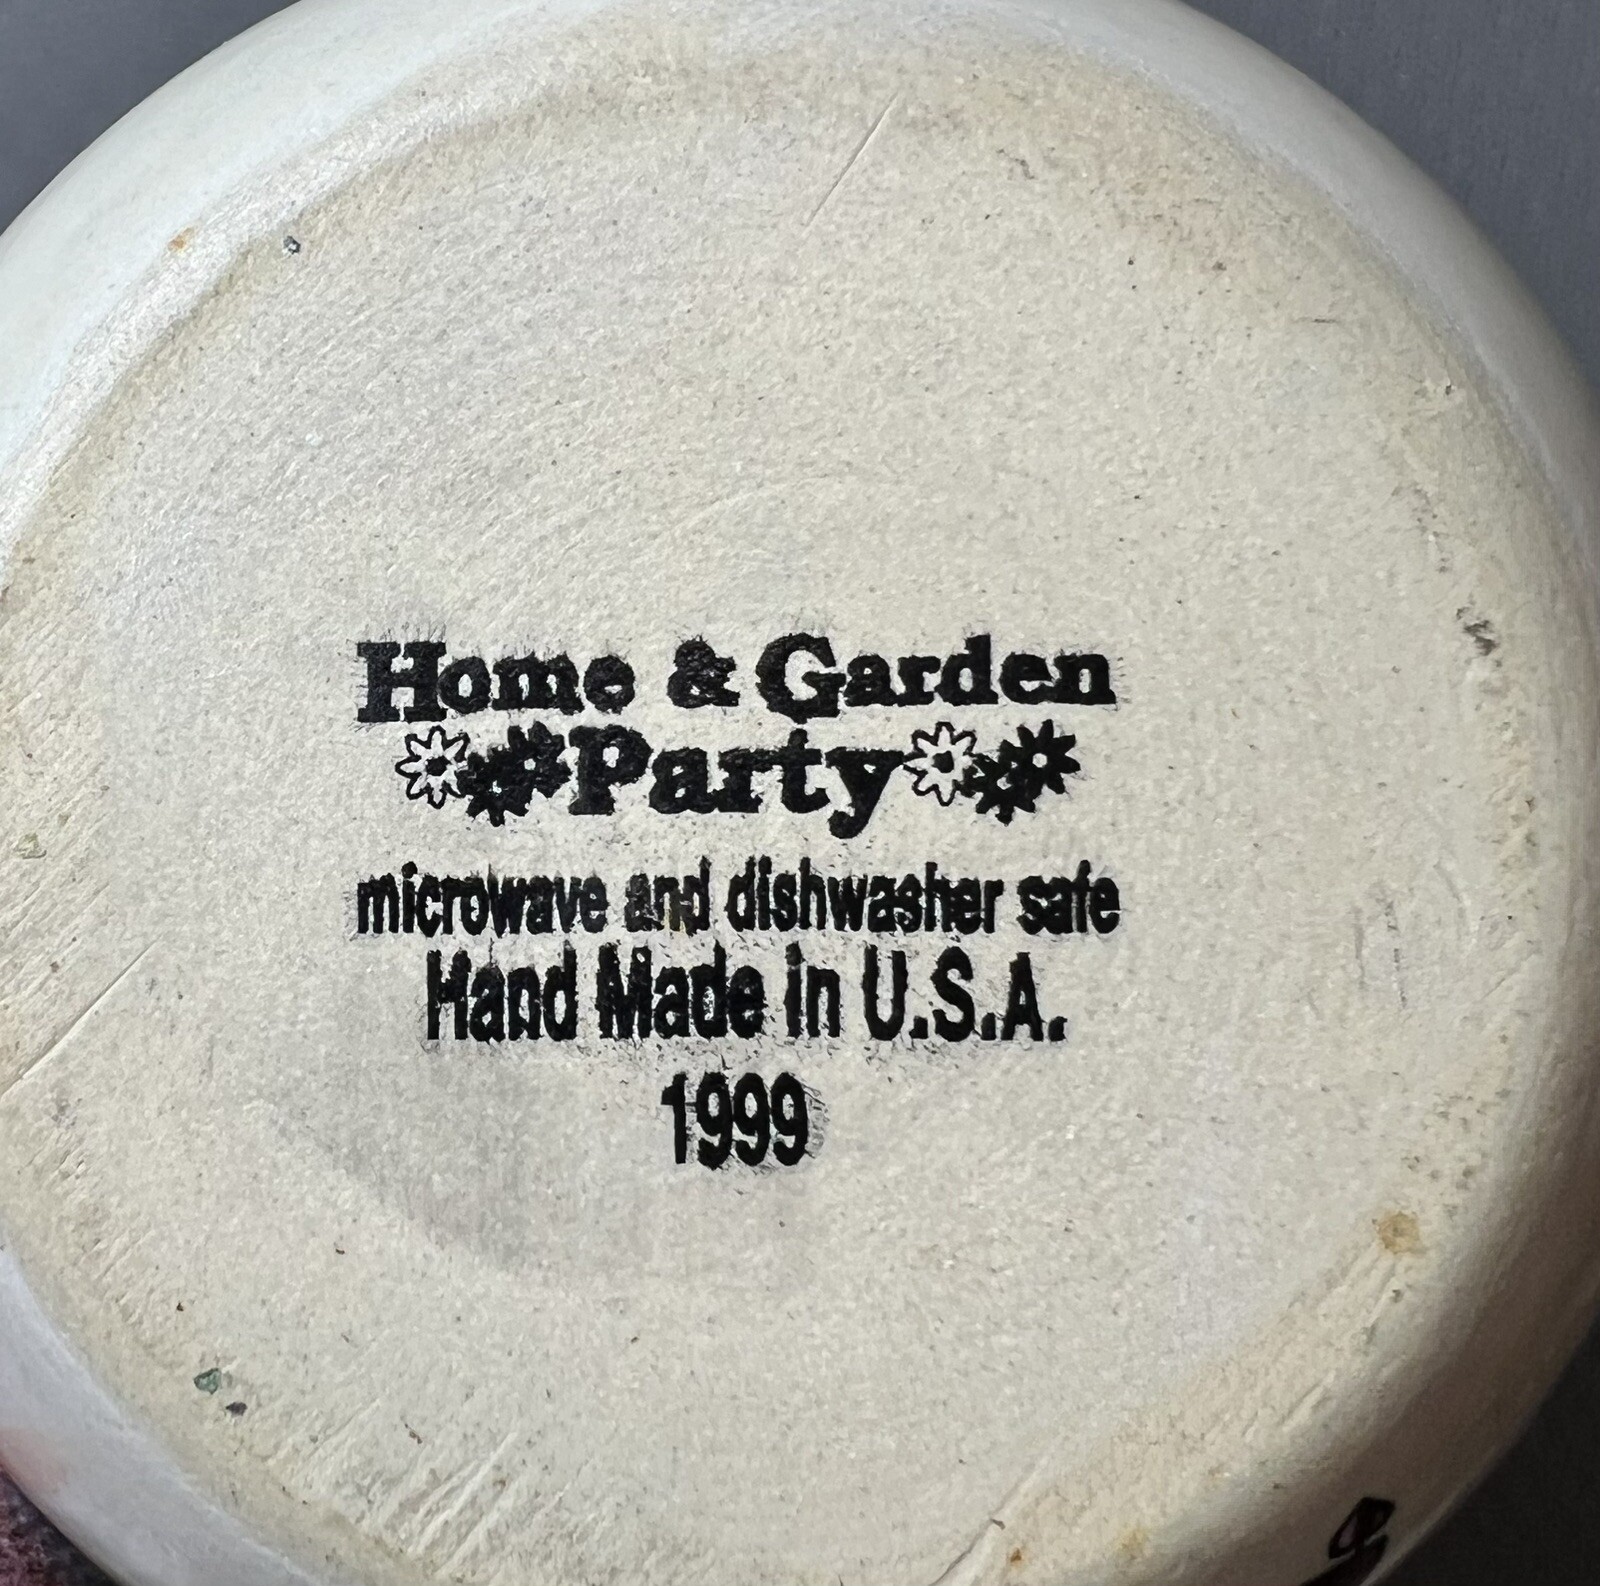 Home & Garden
Party
microwave and dishwasher safe
Hand Made in U.S.A.
1999